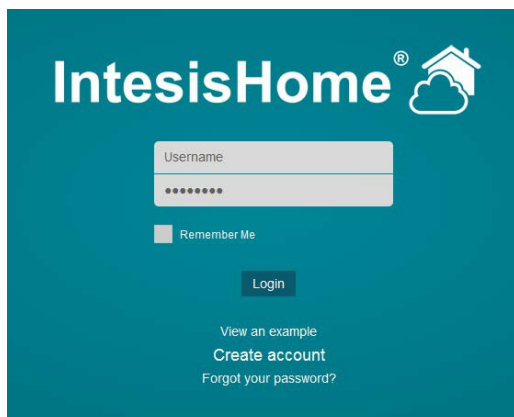 IntesisHome®
Username
••••••••
Remember Me
Login
View an example
Create account
Forgot your password?